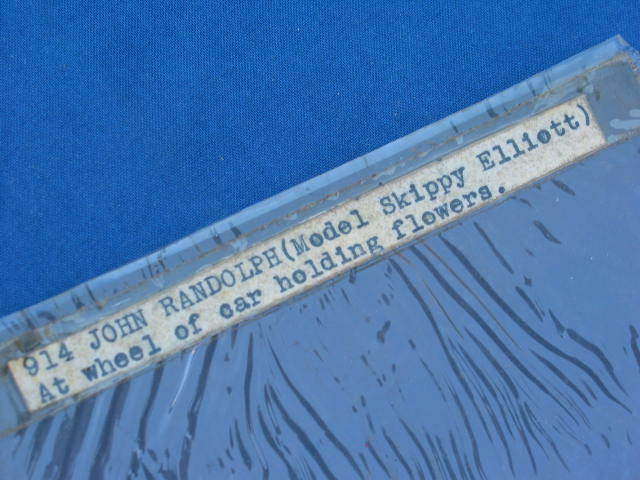 914 JOHN RANDOLPH(Model Skippy Elliott)
At wheel of car holding flowers.